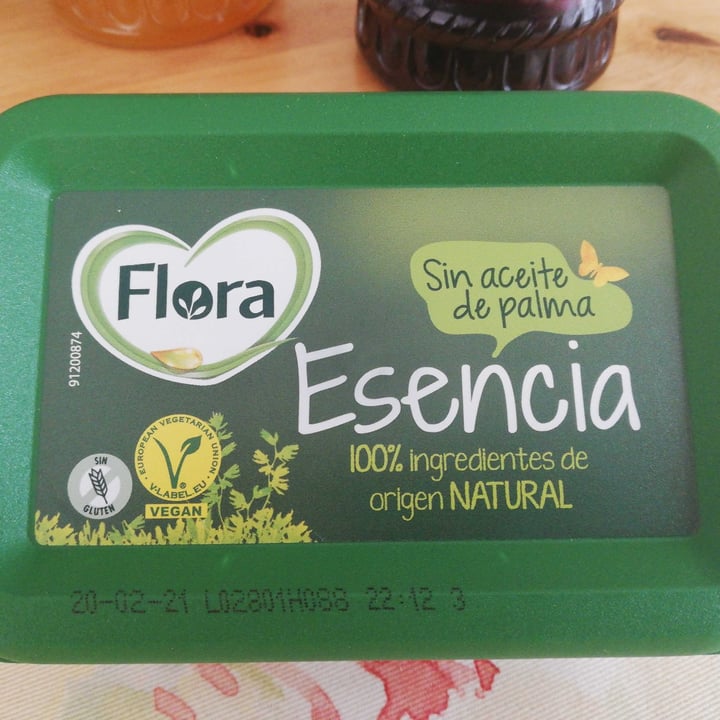 Flora
Sin aceite
de palma
Esencia
100% ingredientes de
origen NATURAL
91200874
SIN
GLUTEN
EUROPEAN VEGETARIAN UNION
V-LABEL.EU
VEGAN
20-02-21 L02801H088 22:12 3